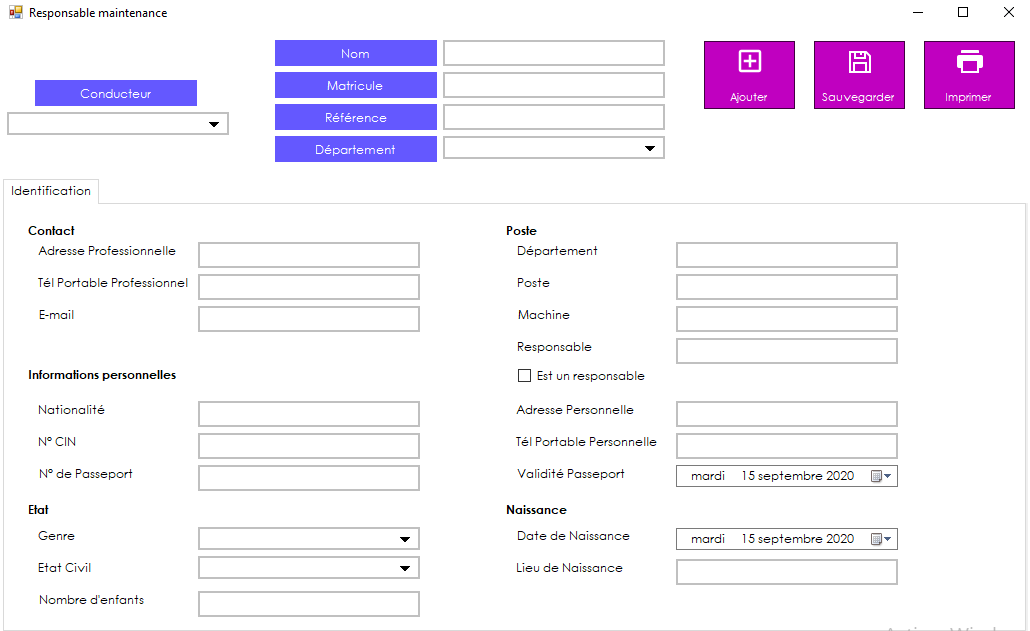 Responsable maintenance
Nom
Matricule
Référence
Département
Conducteur
Ajouter
Sauvegarder
Imprimer
Identification
Contact
Adresse Professionnelle
Tél Portable Professionnel
E-mail
Informations personnelles
Nationalité
N° CIN
N° de Passeport
Etat
Genre
Etat Civil
Nombre d'enfants
Poste
Département
Poste
Machine
Responsable
Est un responsable
Adresse Personnelle
Tél Portable Personnelle
Validité Passeport
mardi 15 septembre 2020
Naissance
Date de Naissance
mardi 15 septembre 2020
Lieu de Naissance